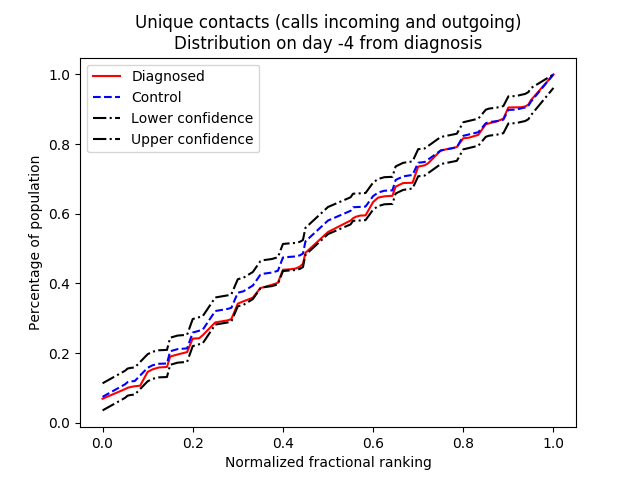 Unique contacts (calls incoming and outgoing)
Distribution on day -4 from diagnosis
Diagnosed
Control
Lower confidence
Upper confidence
Percentage of population
1.0
0.8
0.6
0.4
0.2
0.0
0.0 0.2 0.4 0.6 0.8 1.0
Normalized fractional ranking